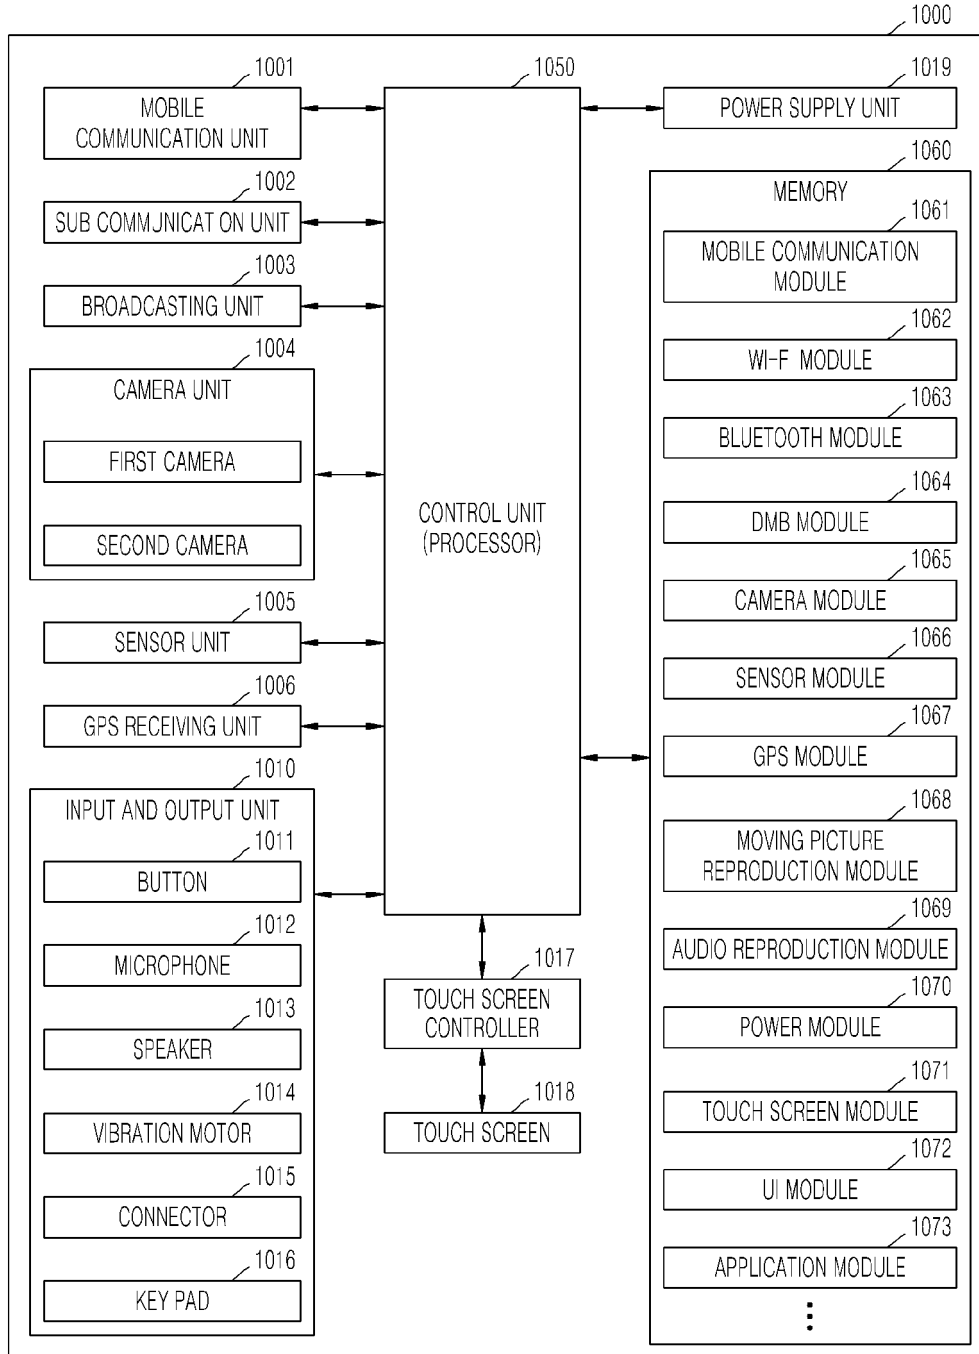 1000
1001
MOBILE
COMMUNICATION UNIT
1002
SUB COMMJNICAT ON UNIT
1003
BROADCASTING UNIT
1004
CAMERA UNIT
FIRST CAMERA
SECOND CAMERA
1005
SENSOR UNIT
1006
GPS RECEIVING UNIT
1010
INPUT AND OUTPUT UNIT
1011
BUTTON
1012
MICROPHONE
1013
SPEAKER
1014
VIBRATION MOTOR
1015
CONNECTOR
1016
KEY PAD
1050
CONTROL UNIT
(PROCESSOR)
1017
TOUCH SCREEN
CONTROLLER
1018
TOUCH SCREEN
1019
POWER SUPPLY UNIT
1060
MEMORY
1061
MOBILE COMMUNICATION
MODULE
1062
WI-F MODULE
1063
BLUETOOTH MODULE
1064
DMB MODULE
1065
CAMERA MODULE
1066
SENSOR MODULE
1067
GPS MODULE
1068
MOVING PICTURE
REPRODUCTION MODULE
1069
AUDIO REPRODUCTION MODULE
1070
POWER MODULE
1071
TOUCH SCREEN MODULE
1072
UI MODULE
1073
APPLICATION MODULE